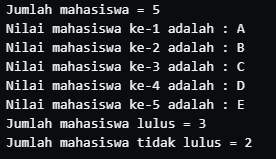 Jumlah mahasiswa = 5
Nilai mahasiswa ke-1 adalah : A
Nilai mahasiswa ke-2 adalah : B
Nilai mahasiswa ke-3 adalah : C
Nilai mahasiswa ke-4 adalah : D
Nilai mahasiswa ke-5 adalah : E
Jumlah mahasiswa lulus = 3
Jumlah mahasiswa tidak lulus = 2